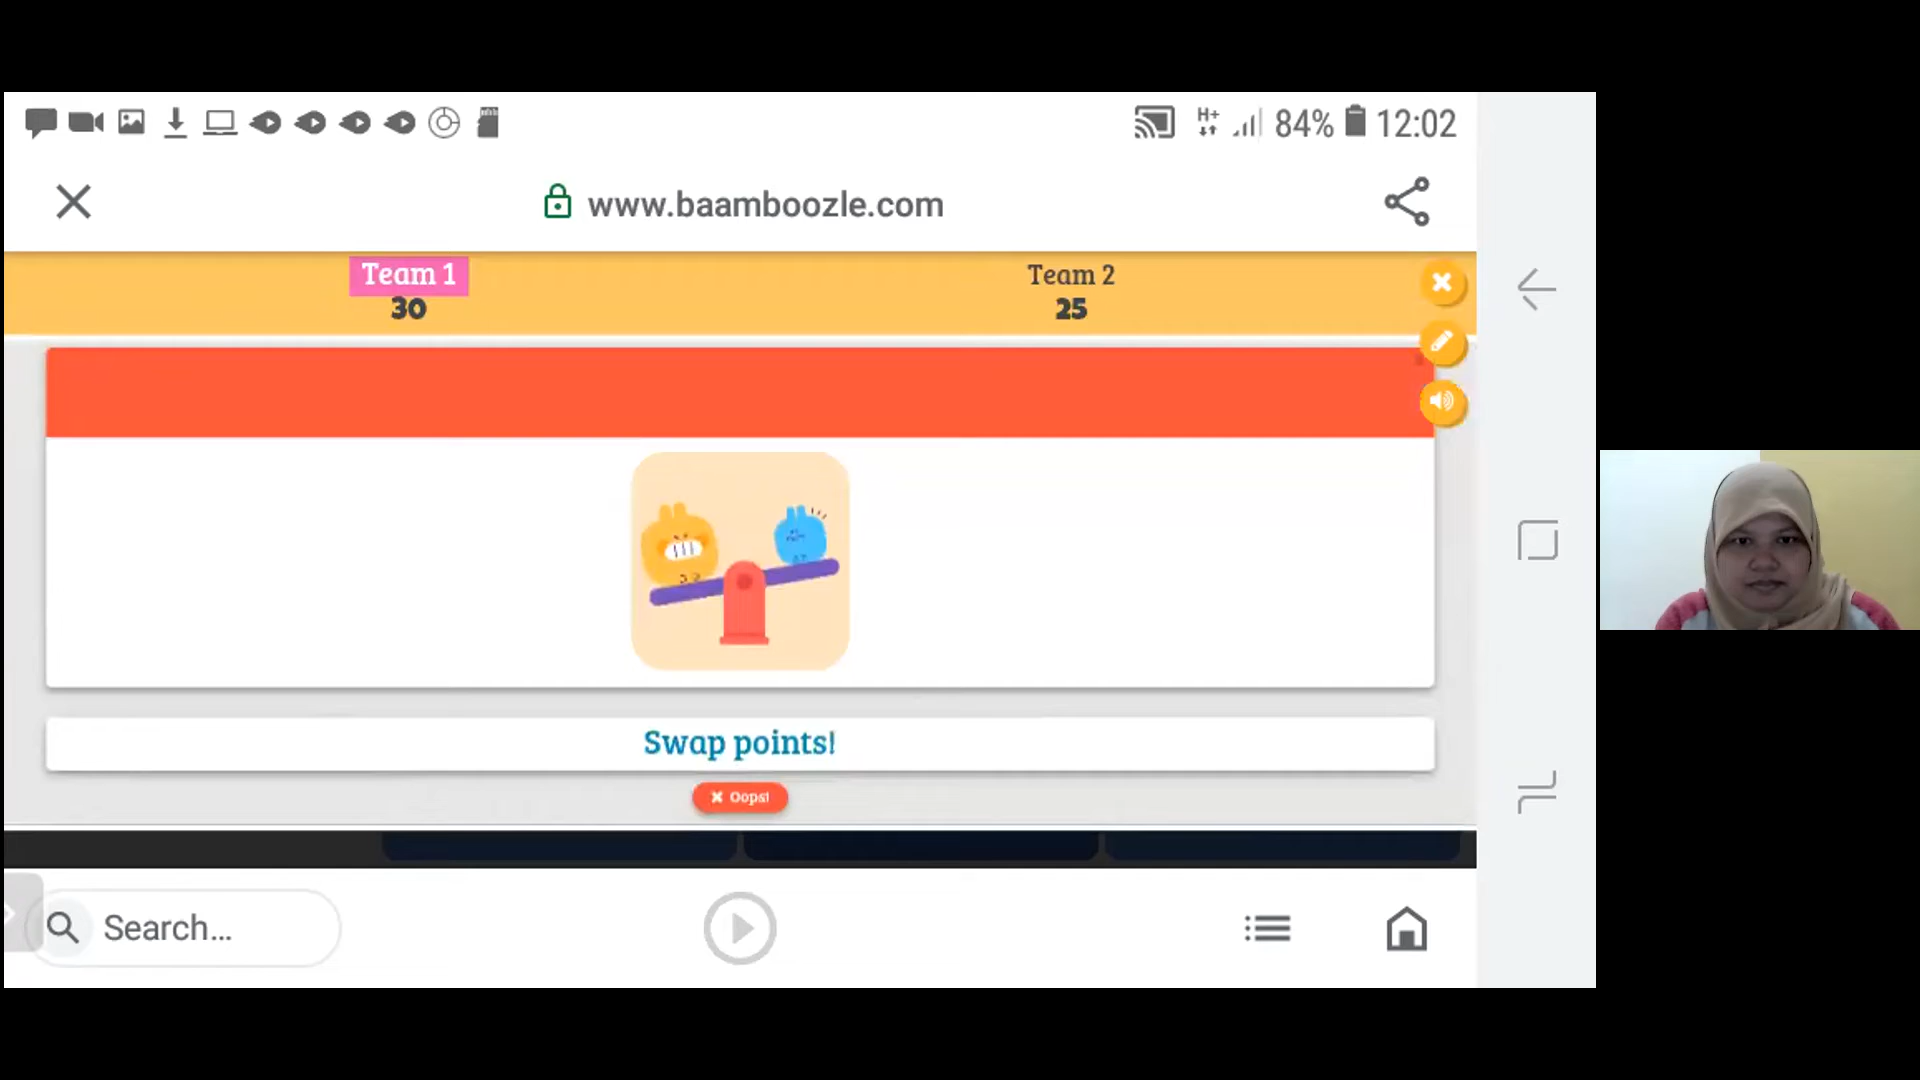 H+ 84% 12:02
www.baamboozle.com
Team 1 Team 2
30 25
Swap points!
Oops!
Search...